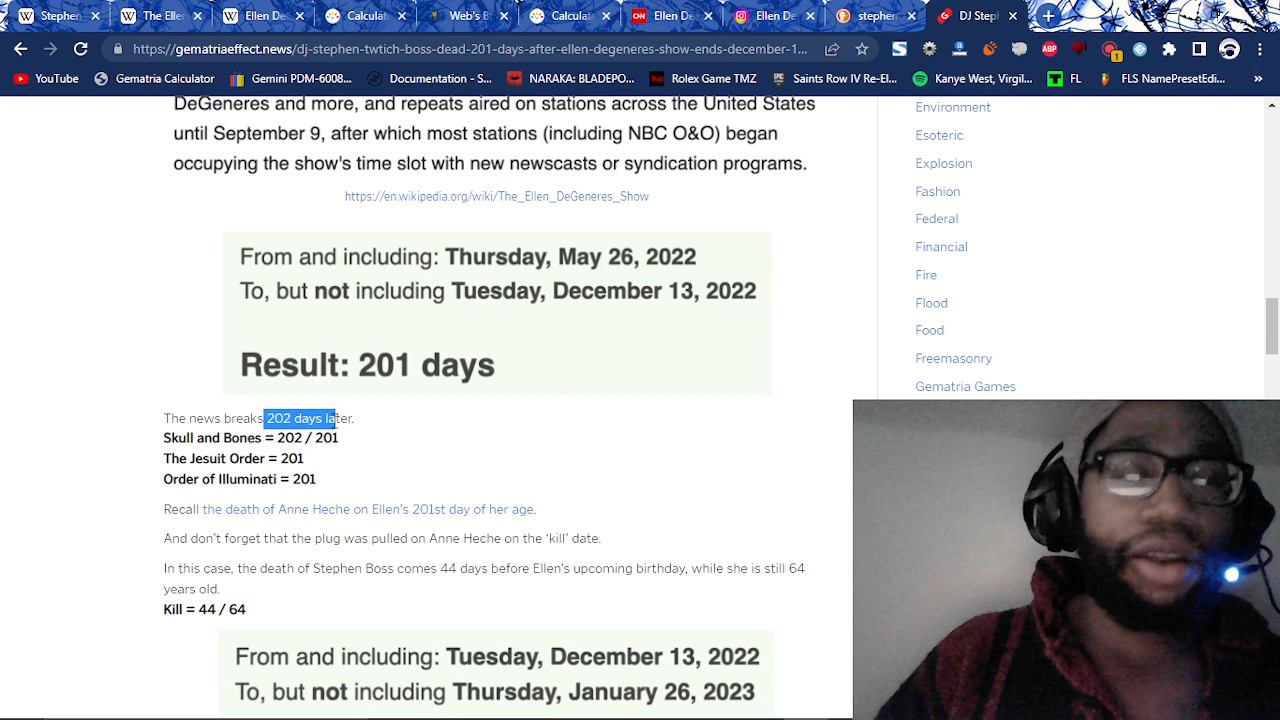 Stephen
The Ellen
Ellen De
Calculat
Web's B
Calculat
Ellen De
Ellen De
stephen
DJ Step
https://gematriaeffect.news/dj-stephen-twtich-boss-dead-201-days-after-ellen-degeneres-show-ends-december-1...
ABP
1
YouTube
Gematria Calculator
Gemini PDM-6008...
Documentation - S...
NARAKA: BLADEPO...
Rolex Game TMZ
Saints Row IV Re-El...
Kanye West, Virgil...
FL
FLS NamePresetEdi...
»
DeGeneres and more, and repeats aired on stations across the United States
until September 9, after which most stations (including NBC O&O) began
occupying the show's time slot with new newscasts or syndication programs.
https://en.wikipedia.org/wiki/The_Ellen_DeGeneres_Show
From and including: Thursday, May 26, 2022
To, but not including Tuesday, December 13, 2022
Result: 201 days
The news breaks 202 days later.
Skull and Bones = 202 / 201
The Jesuit Order = 201
Order of Illuminati = 201
Recall the death of Anne Heche on Ellen's 201st day of her age.
And don't forget that the plug was pulled on Anne Heche on the 'kill' date.
In this case, the death of Stephen Boss comes 44 days before Ellen's upcoming birthday, while she is still 64
years old.
Kill = 44 / 64
From and including: Tuesday, December 13, 2022
To, but not including Thursday, January 26, 2023
Environment
Esoteric
Explosion
Fashion
Federal
Financial
Fire
Flood
Food
Freemasonry
Gematria Games